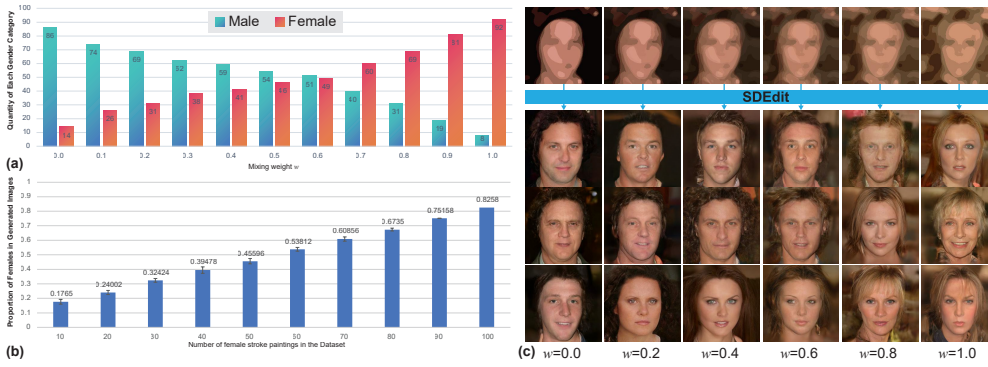 Quantity of Each Gender Category
Male Female
100
90
80
70
60
50
40
30
20
10
0
86 74 69 62 59 54 51 40 31 19 8
14 26 31 38 41 46 49 60 69 81 92
0.0 0.1 0.2 0.3 0.4 0.5 0.6 0.7 0.8 0.9 1.0
Mixing weight w
(a)
Proportion of Females in Generated Images
1
0.9
0.8
0.7
0.6
0.5
0.4
0.3
0.2
0.1
0
0.1765 0.24002 0.32424 0.39478 0.45596 0.53812 0.60856 0.6735 0.75158 0.8258
10 20 30 40 50 50 70 80 90 100
Number of female stroke paintings in the Dataset
(b)
SDEdit
(c) w=0.0 w=0.2 w=0.4 w=0.6 w=0.8 w=1.0